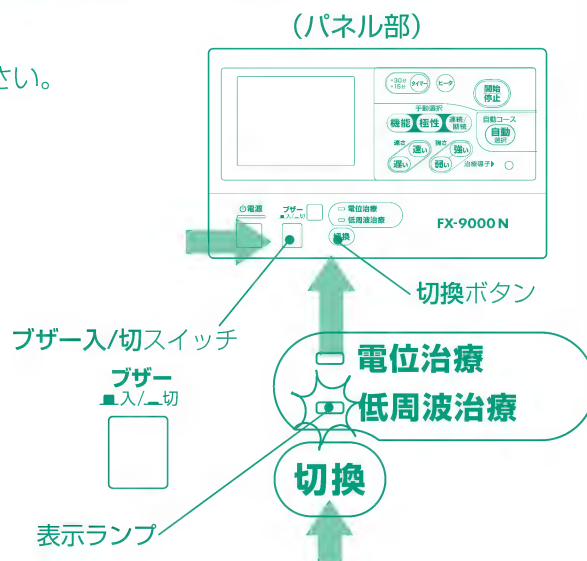 (パネル部)
さい。
・30分
・15分
タイマー
ヒータ
開始
停止
手動選択
機能 極性 連続/断続
自動コース
自動
選択
速さ 強さ
速い 強い
遅い 弱い
治療導子
電源
ブザー
入/切
電位治療
低周波治療
切換
FX-9000 N
切換ボタン
ブザー入/切スイッチ
電位治療
ブザー
入/切
低周波治療
切換
表示ランプ